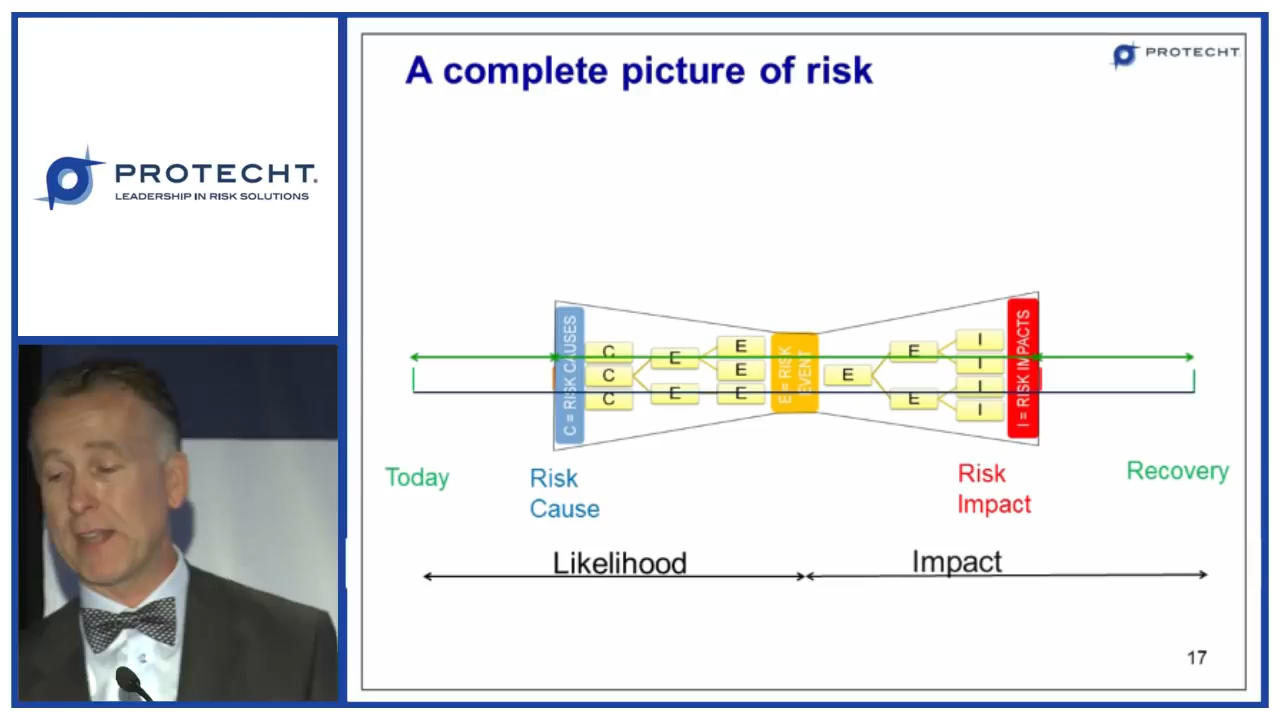 PROTECHT.
LEADERSHIP IN RISK SOLUTIONS
A complete picture of risk
PROTECHT.
C = RISK CAUSES
C
C
C
E
E
E
E
E
E = RISK
EVENT
E
E
E
I
I
I
I
I = RISK IMPACTS
Today
Risk
Cause
Risk
Impact
Recovery
Likelihood
Impact
17